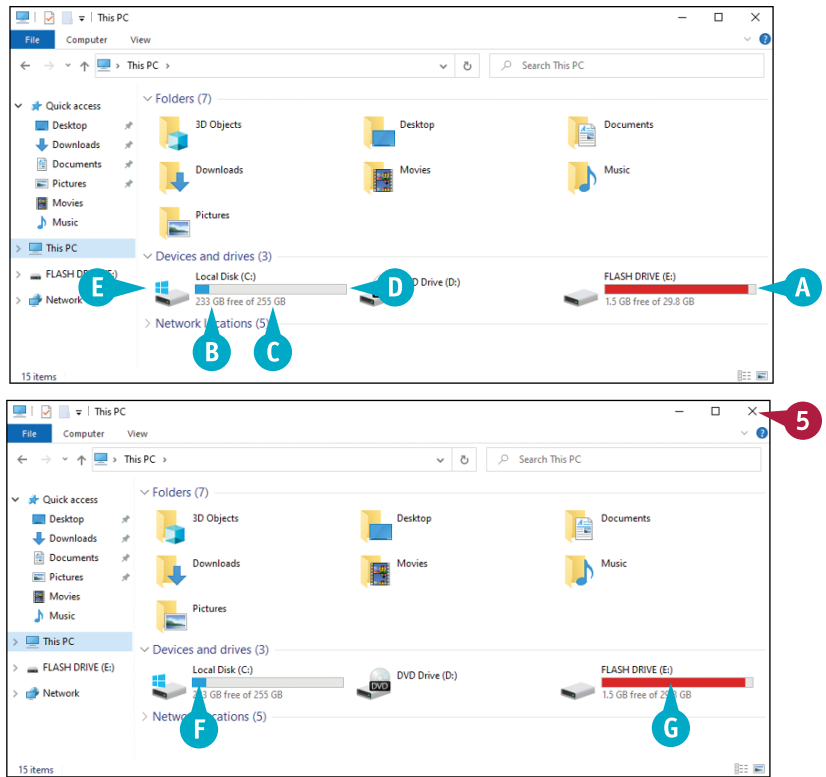 This PC
File Computer View
This PC
Search This PC
Quick access
Desktop
Downloads
Documents
Pictures
Movies
Music
This PC
FLASH (E:)
Network
Folders (7)
3D Objects
Desktop
Documents
Downloads
Movies
Music
Pictures
Devices and drives (3)
Local Disk (C:)
233 GB free of 255 GB
Drive (D:)
FLASH DRIVE (E:)
1.5 GB free of 29.8 GB
Network (5)
E
D
A
B
C
15 items
This PC
5
File Computer View
This PC
Search This PC
Quick access
Desktop
Downloads
Documents
Pictures
Movies
Music
This PC
FLASH DRIVE (E:)
Network
Folders (7)
3D Objects
Desktop
Documents
Downloads
Movies
Music
Pictures
Devices and drives (3)
Local Disk (C:)
GB free of 255 GB
DVD
DVD Drive (D:)
FLASH DRIVE (E:)
1.5 GB free of GB
locations (5)
F
G
15 items